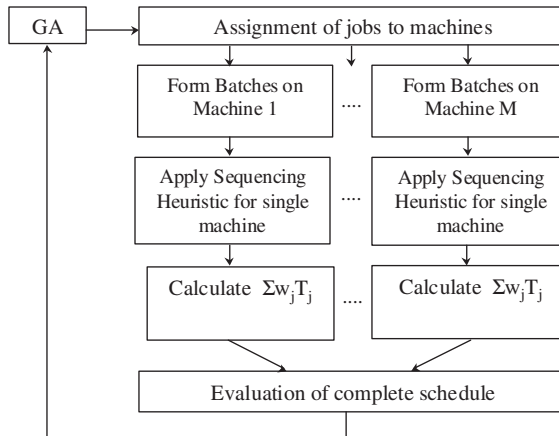 GA
Assignment of jobs to machines
Form Batches on
Machine 1
....
Form Batches on
Machine M
Apply Sequencing
Heuristic for single
machine
....
Apply Sequencing
Heuristic for single
machine
Calculate Σw_jT_j
....
Calculate Σw_jT_j
Evaluation of complete schedule